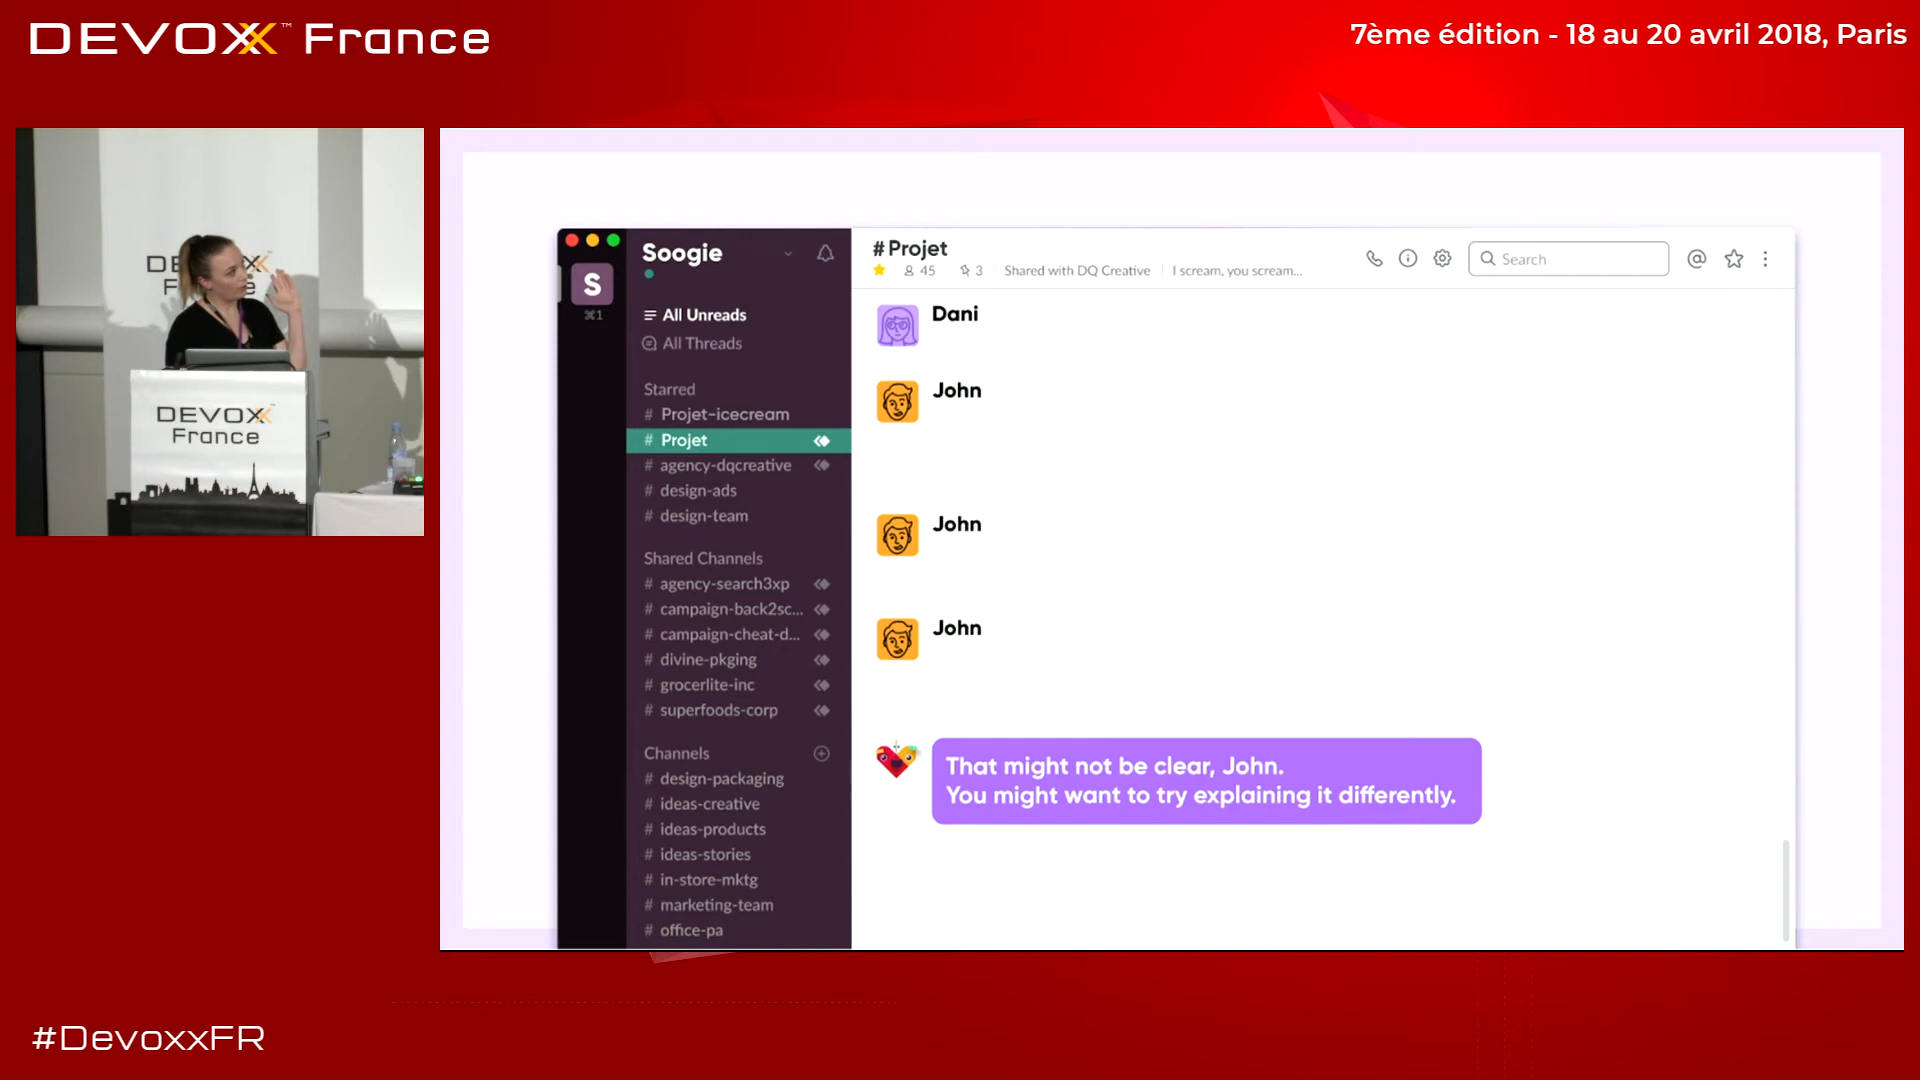 DEVOXX™ France
7ème édition - 18 au 20 avril 2018, Paris
DEVOXX
France
Soogie
S
⌘1
All Unreads
All Threads
Starred
# Projet-icecream
# Projet
# agency-dqcreative
# design-ads
# design-team
Shared Channels
# agency-search3xp
# campaign-back2sc...
# campaign-cheat-d...
# divine-pkging
# grocerlite-inc
# superfoods-corp
Channels
# design-packaging
# ideas-creative
# ideas-products
# ideas-stories
# in-store-mktg
# marketing-team
# office-pa
#Projet
45
3
Shared with DQ Creative
I scream, you scream...
Search
Dani
John
John
John
That might not be clear, John.
You might want to try explaining it differently.
#DevoxxFR